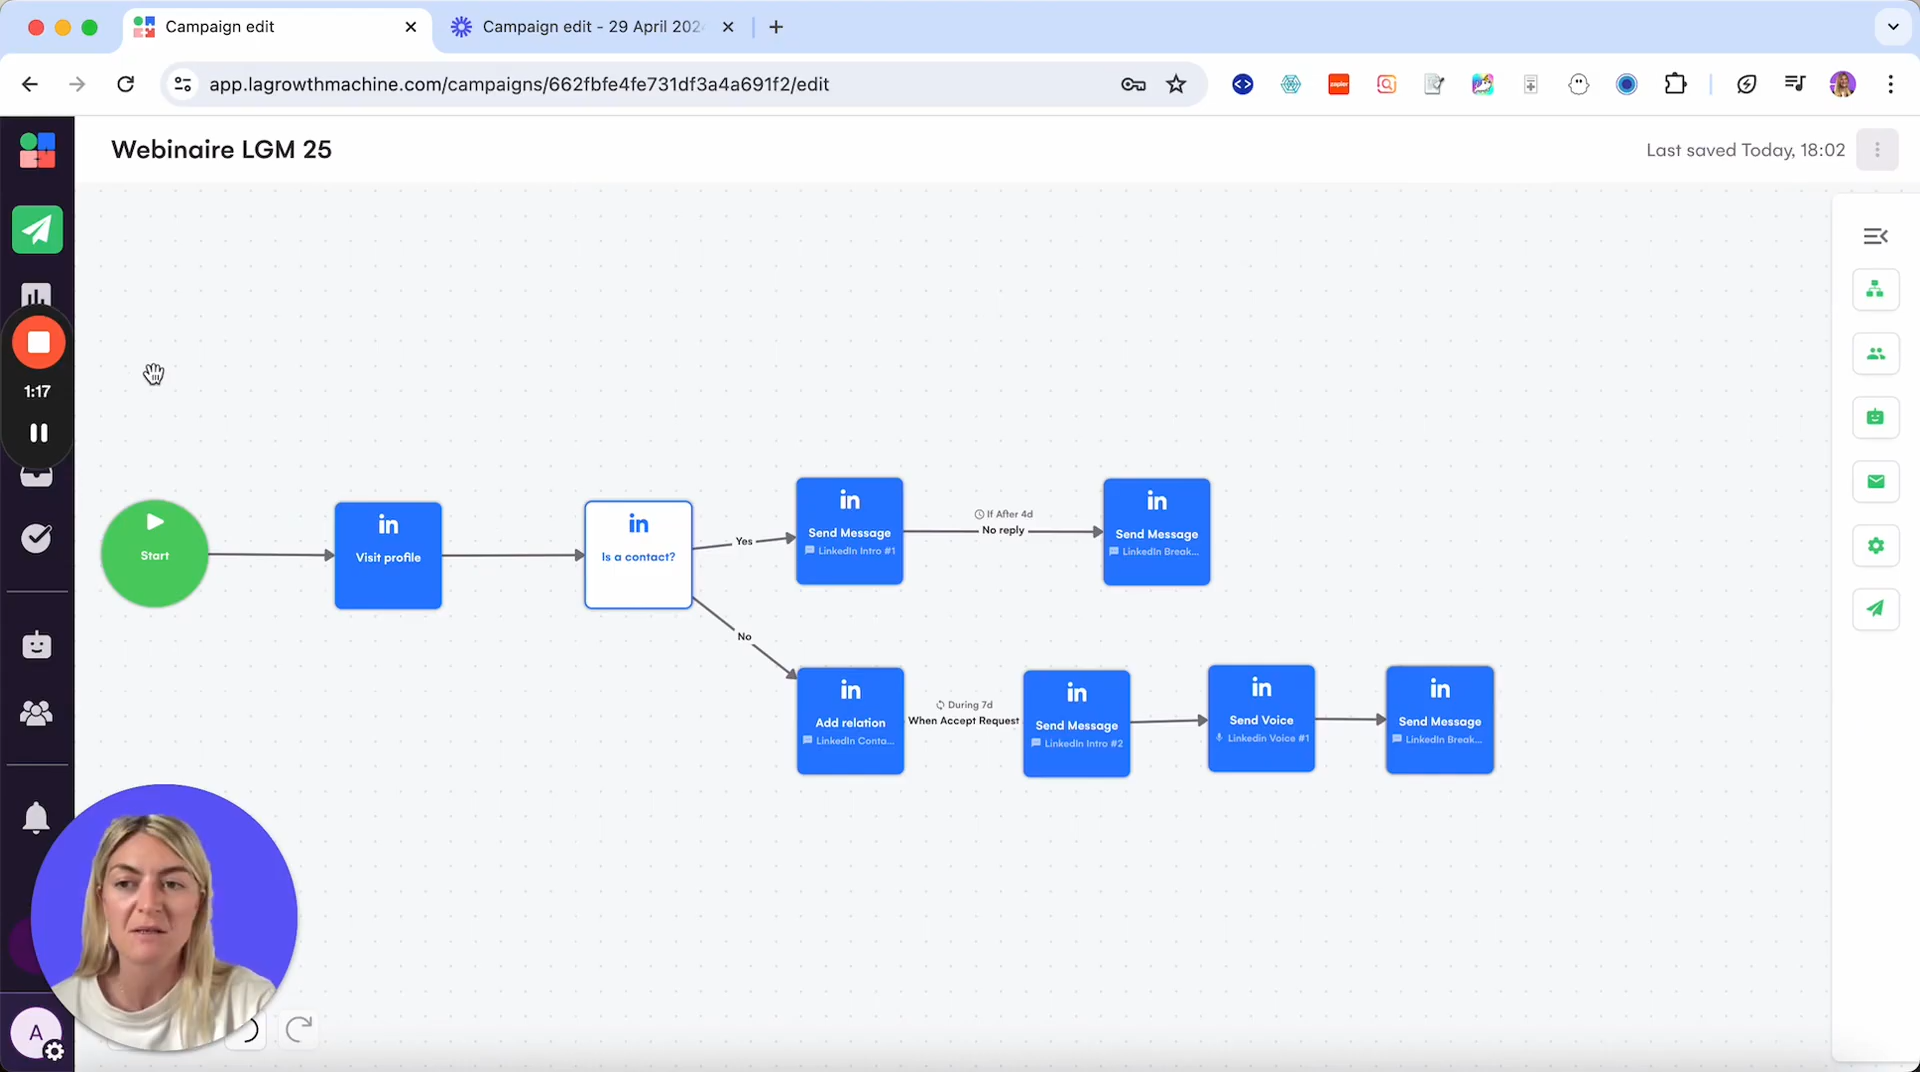 Campaign edit
Campaign edit - 29 April 202
app.lagrowthmachine.com/campaigns/662fbfe4fe731df3a4a691f2/edit
Webinaire LGM 25
Last saved Today, 18:02
1:17
Start
in
Visit profile
in
Is a contact?
Yes
No
in
Send Message
LinkedIn Intro #1
If After 4d
No reply
in
Send Message
LinkedIn Break...
in
Add relation
LinkedIn Conta...
During 7d
When Accept Request
in
Send Message
LinkedIn Intro #2
in
Send Voice
Linkedin Voice #1
in
Send Message
LinkedIn Break...
A